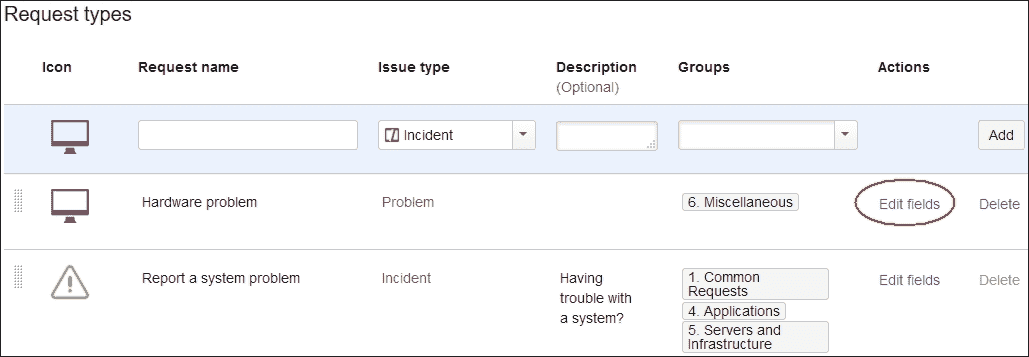 Request types
Icon Request name Issue type Description Groups Actions
(Optional)
Incident Add
Hardware problem Problem 6. Miscellaneous Edit fields Delete
Report a system problem Incident Having 1. Common Edit fields Delete
trouble with Requests
a system? 4. Applications
5. Servers and
Infrastructure